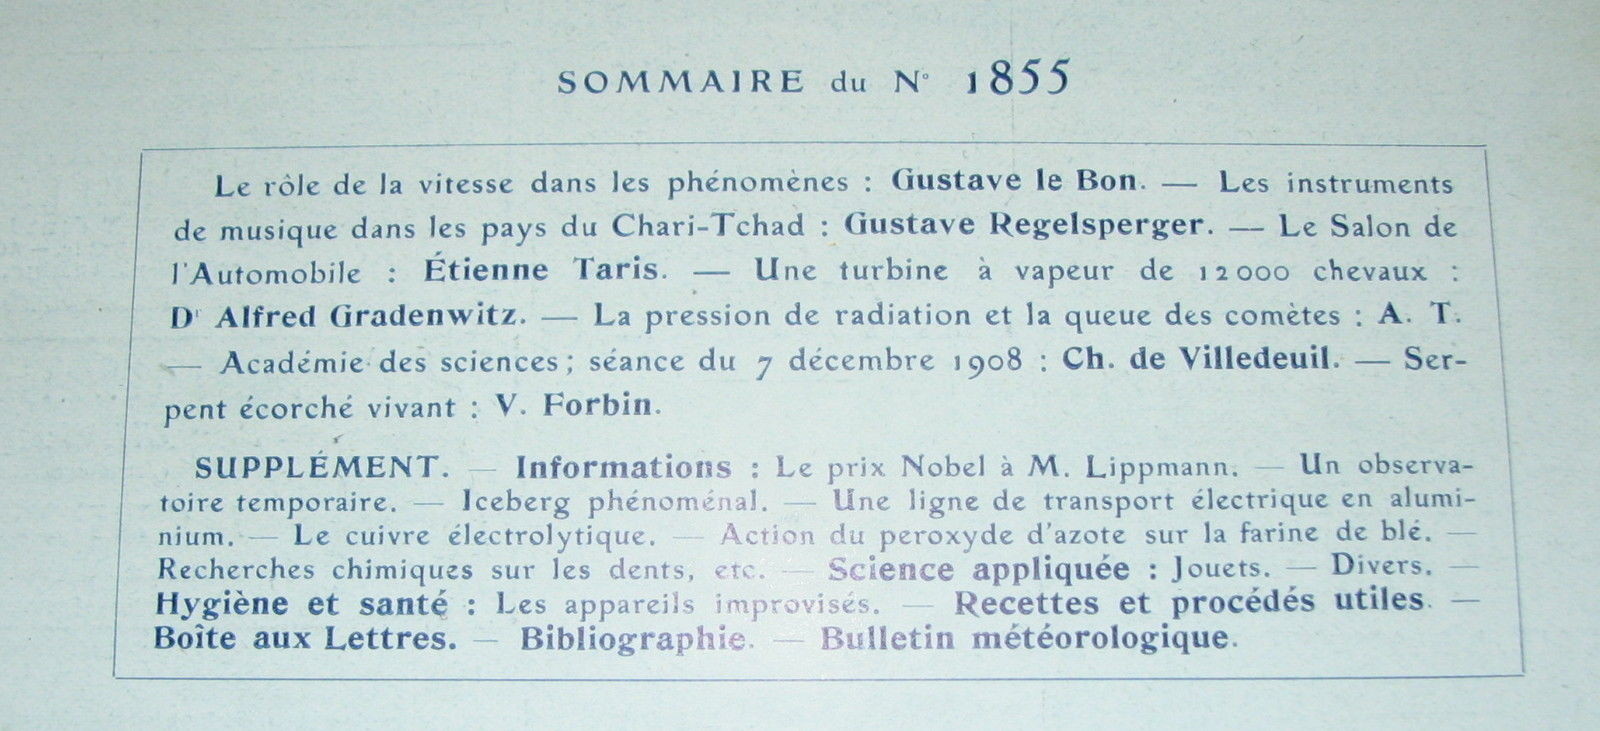 SOMMAIRE du N° 1855
Le rôle de la vitesse dans les phénomènes : Gustave le Bon. — Les instruments
de musique dans les pays du Chari-Tchad : Gustave Regelsperger. — Le Salon de
l'Automobile : Étienne Taris. — Une turbine à vapeur de 12000 chevaux :
Dr Alfred Gradenwitz. — La pression de radiation et la queue des comètes : A. T.
— Académie des sciences; séance du 7 décembre 1908 : Ch. de Villedeuil. — Ser-
pent écorché vivant : V. Forbin.
SUPPLÉMENT. — Informations : Le prix Nobel à M. Lippmann. — Un observa-
toire temporaire. — Iceberg phénoménal. — Une ligne de transport électrique en alumi-
nium. — Le cuivre électrolytique. — Action du peroxyde d'azote sur la farine de blé. —
Recherches chimiques sur les dents, etc. — Science appliquée : Jouets. — Divers. —
Hygiène et santé : Les appareils improvisés. — Recettes et procédés utiles. —
Boîte aux Lettres. — Bibliographie. — Bulletin météorologique.